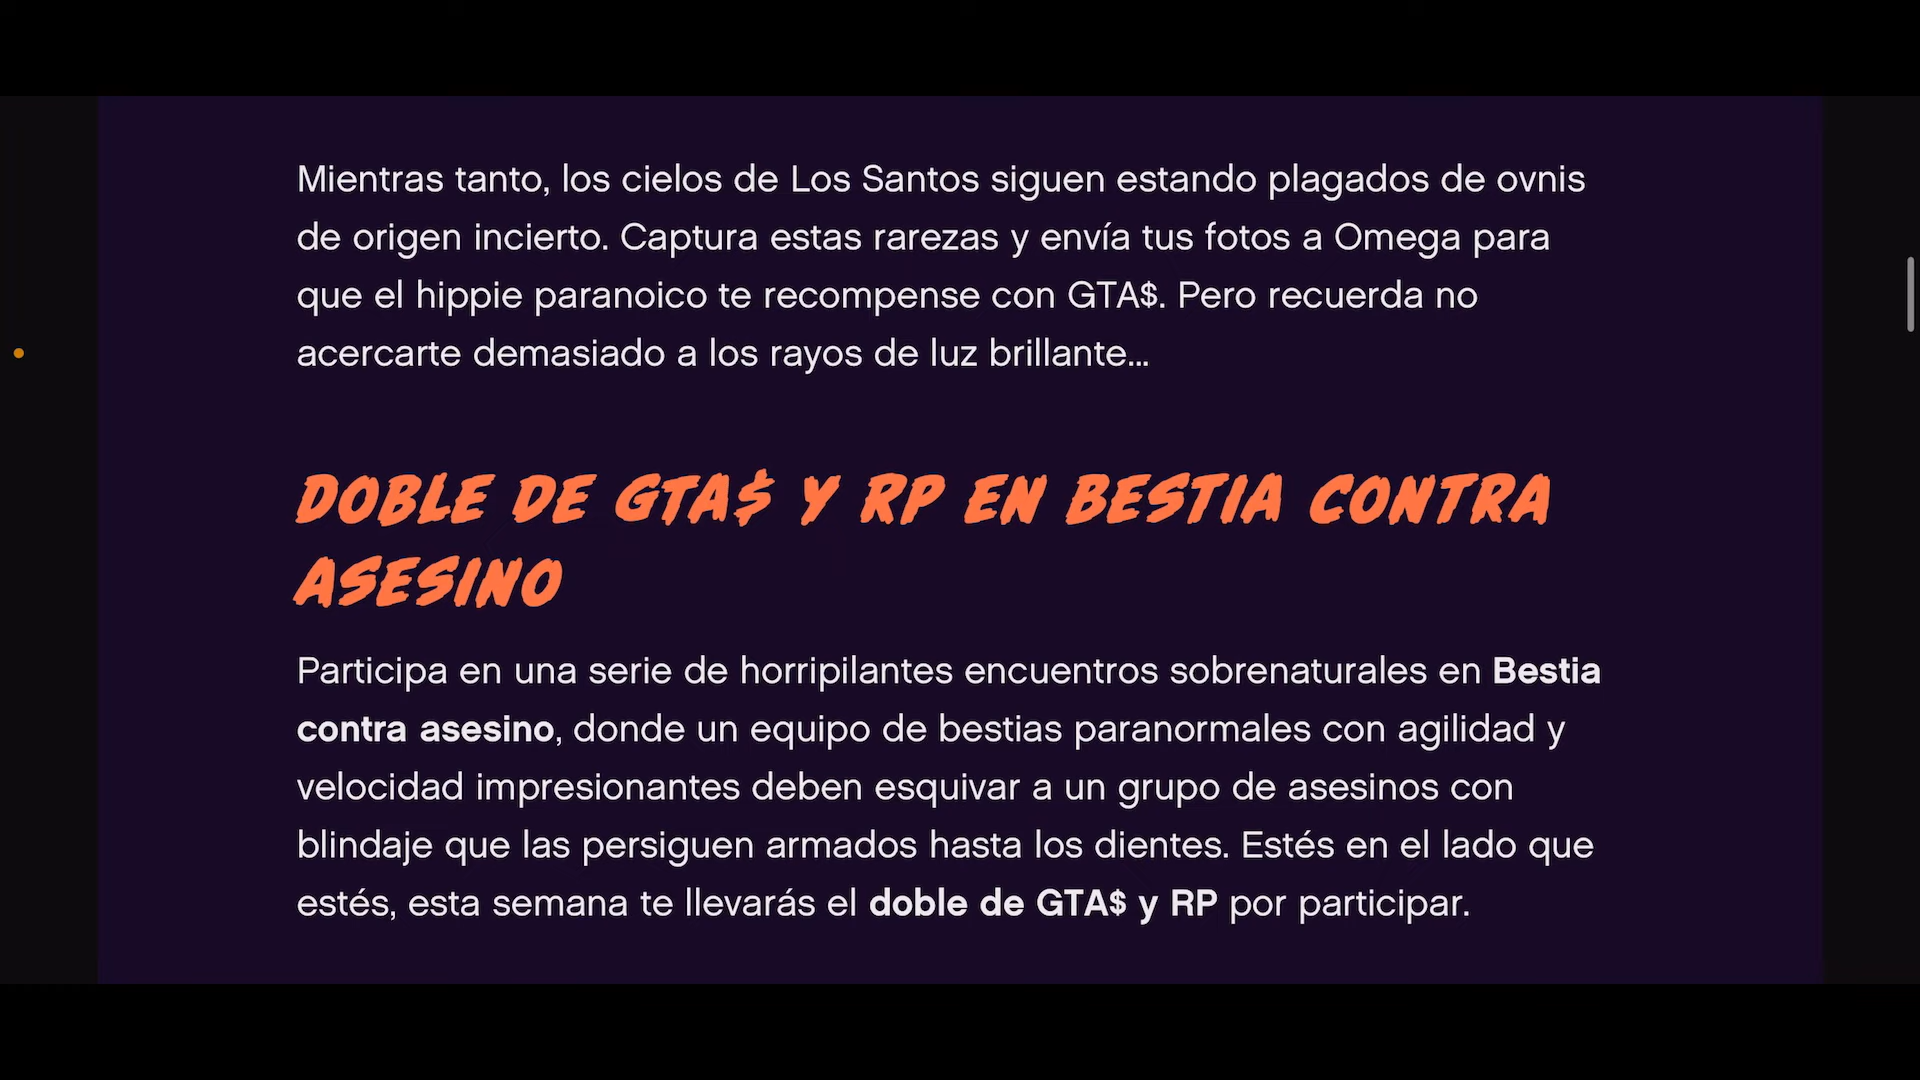 Mientras tanto, los cielos de Los Santos siguen estando plagados de ovnis
de origen incierto. Captura estas rarezas y envía tus fotos a Omega para
que el hippie paranoico te recompense con GTA$. Pero recuerda no
acercarte demasiado a los rayos de luz brillante...
DOBLE DE GTA$ Y RP EN BESTIA CONTRA
ASESINO
Participa en una serie de horripilantes encuentros sobrenaturales en Bestia
contra asesino, donde un equipo de bestias paranormales con agilidad y
velocidad impresionantes deben esquivar a un grupo de asesinos con
blindaje que las persiguen armados hasta los dientes. Estés en el lado que
estés, esta semana te llevarás el doble de GTA$ y RP por participar.